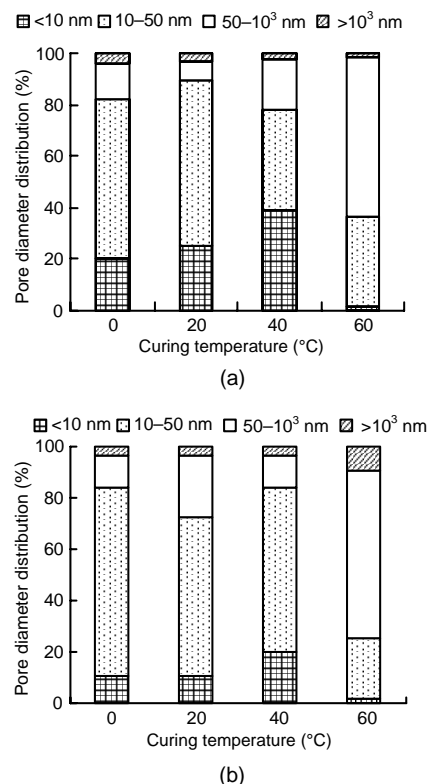 <10 nm 10–50 nm 50–10³ nm >10³ nm
100
80
60
40
20
0
Pore diameter distribution (%)
0 20 40 60
Curing temperature (°C)
(a)
<10 nm 10–50 nm 50–10³ nm >10³ nm
100
80
60
40
20
0
Pore diameter distribution (%)
0 20 40 60
Curing temperature (°C)
(b)